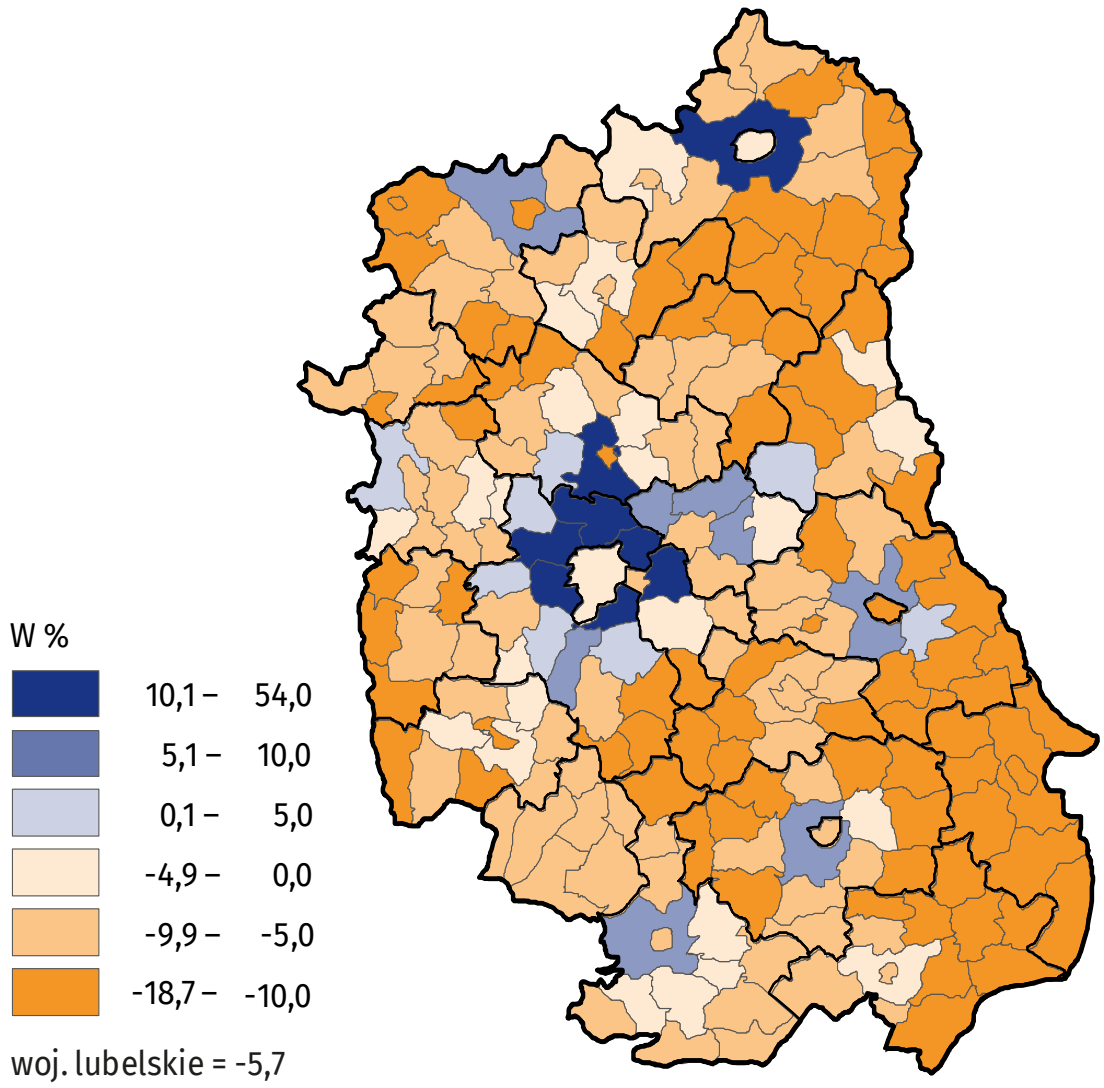 W %
10,1 – 54,0
5,1 – 10,0
0,1 – 5,0
-4,9 – 0,0
-9,9 – -5,0
-18,7 – -10,0
woj. lubelskie = -5,7